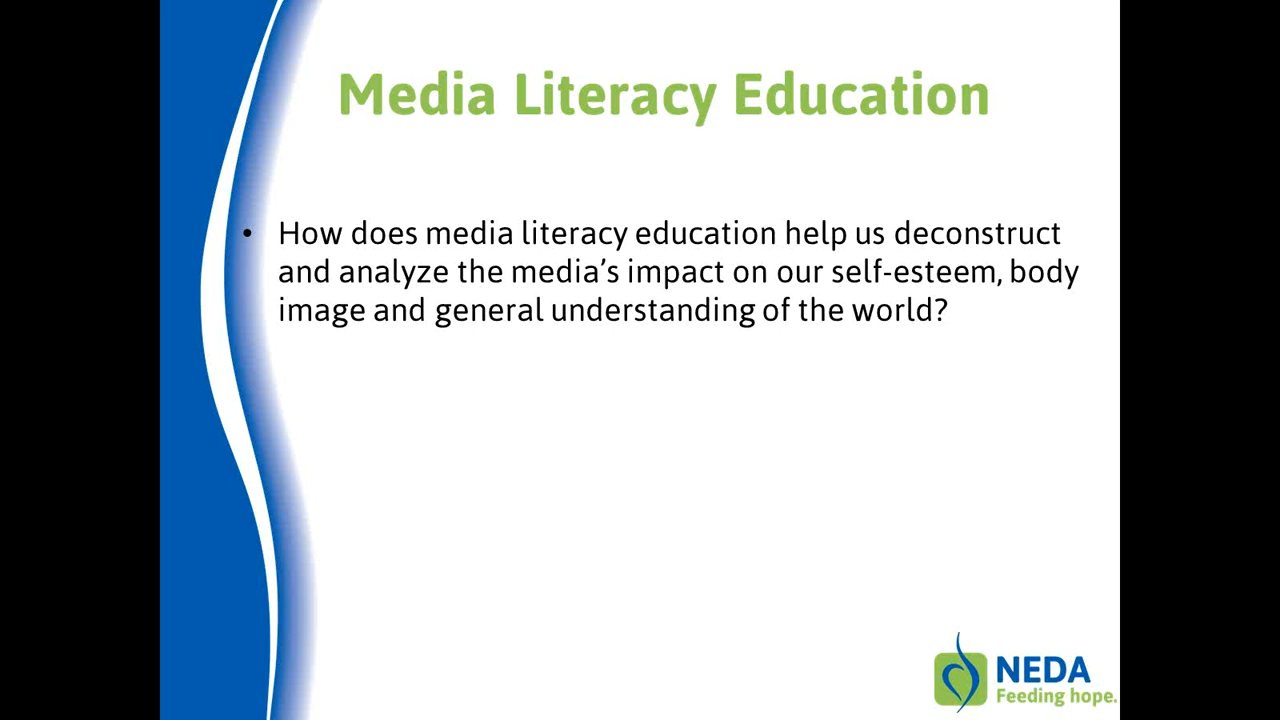 Media Literacy Education
• How does media literacy education help us deconstruct
and analyze the media’s impact on our self-esteem, body
image and general understanding of the world?
NEDA
Feeding hope.